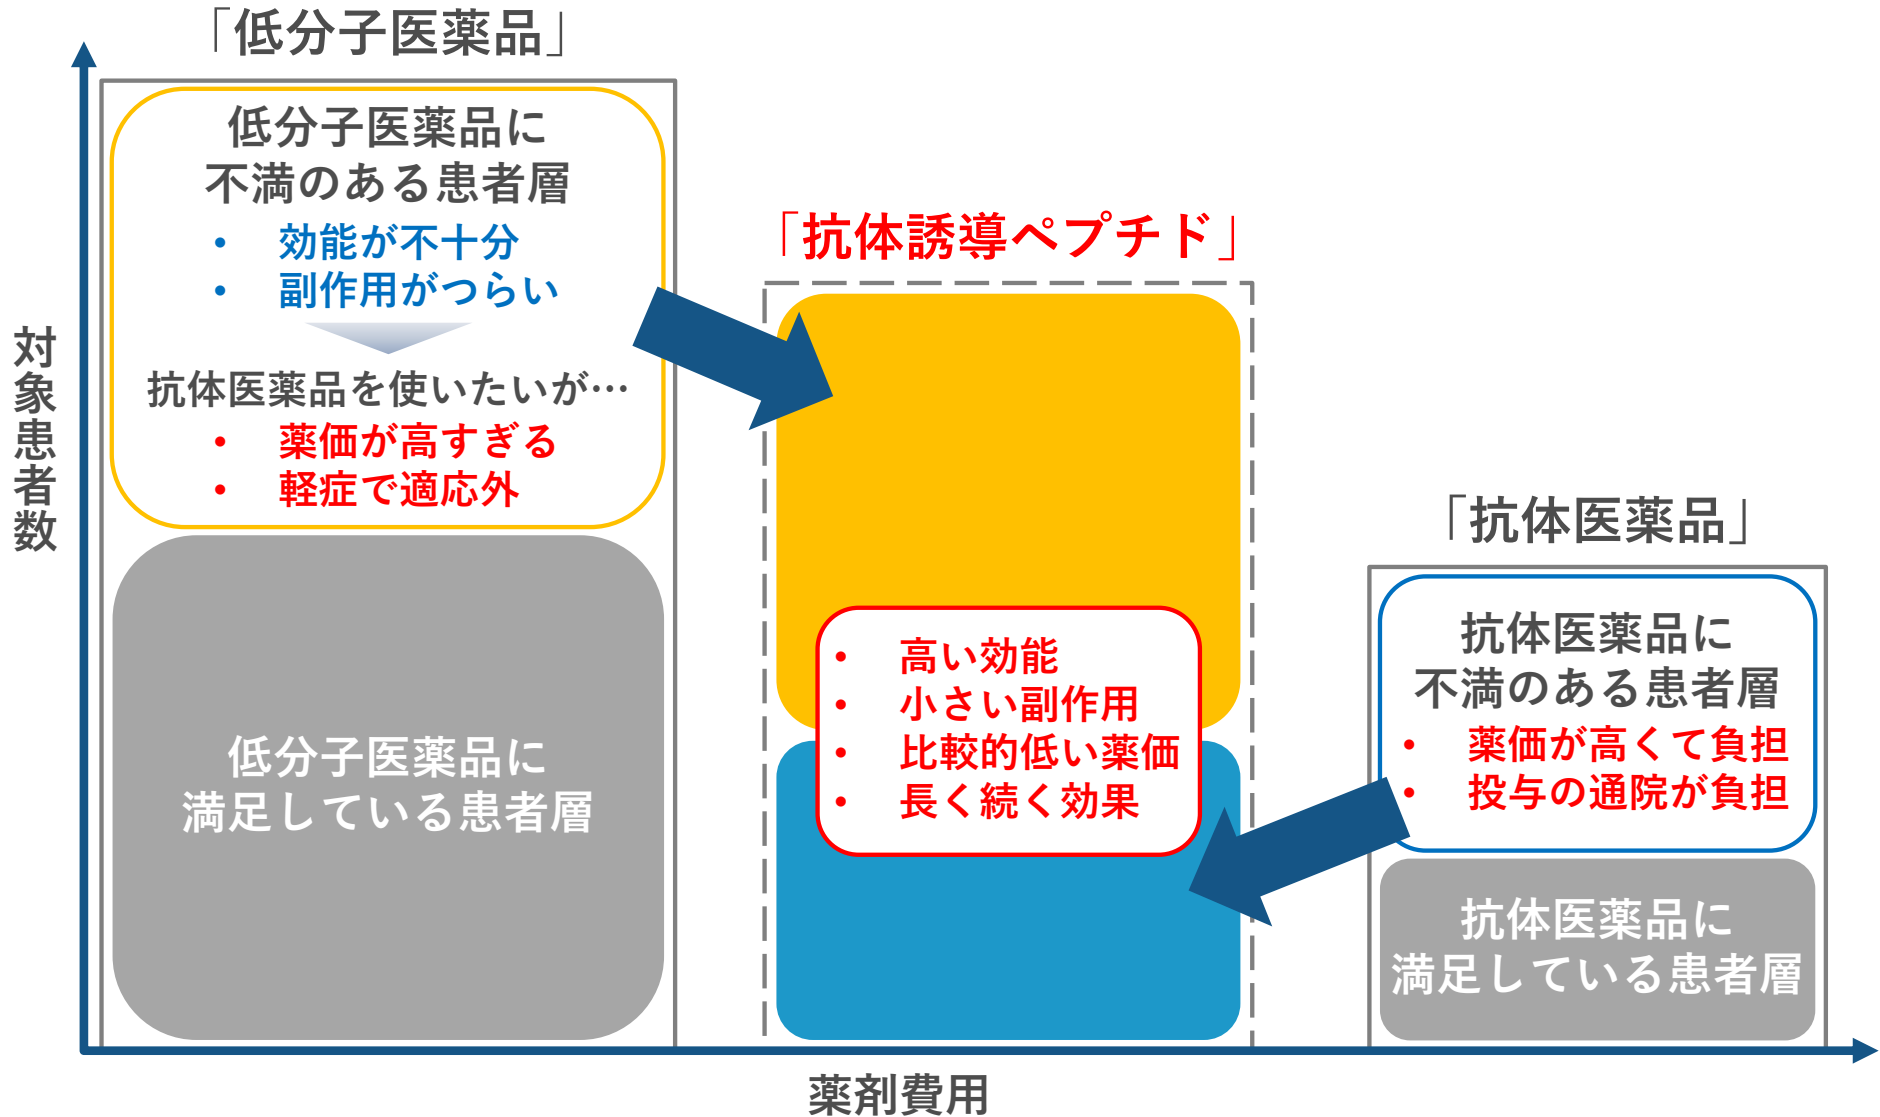 「低分子医薬品」
低分子医薬品に
不満のある患者層
• 効能が不十分
• 副作用がつらい
抗体医薬品を使いたいが…
• 薬価が高すぎる
• 軽症で適応外
低分子医薬品に
満足している患者層
「抗体誘導ペプチド」
• 高い効能
• 小さい副作用
• 比較的低い薬価
• 長く続く効果
「抗体医薬品」
抗体医薬品に
不満のある患者層
• 薬価が高くて負担
• 投与の通院が負担
抗体医薬品に
満足している患者層
対象患者数
薬剤費用